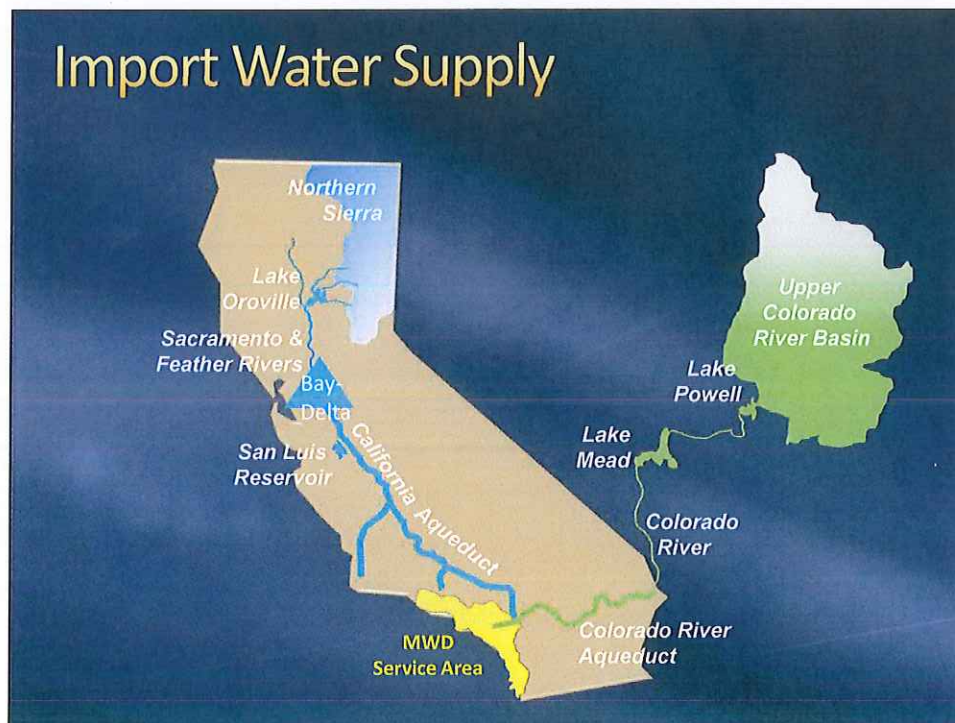 Import Water Supply
Northern
Sierra
Lake
Oroville
Sacramento &
Feather Rivers
Bay-
Delta
San Luis
Reservoir
California Aqueduct
MWD
Service Area
Upper
Colorado
River Basin
Lake
Powell
Lake
Mead
Colorado
River
Colorado River
Aqueduct